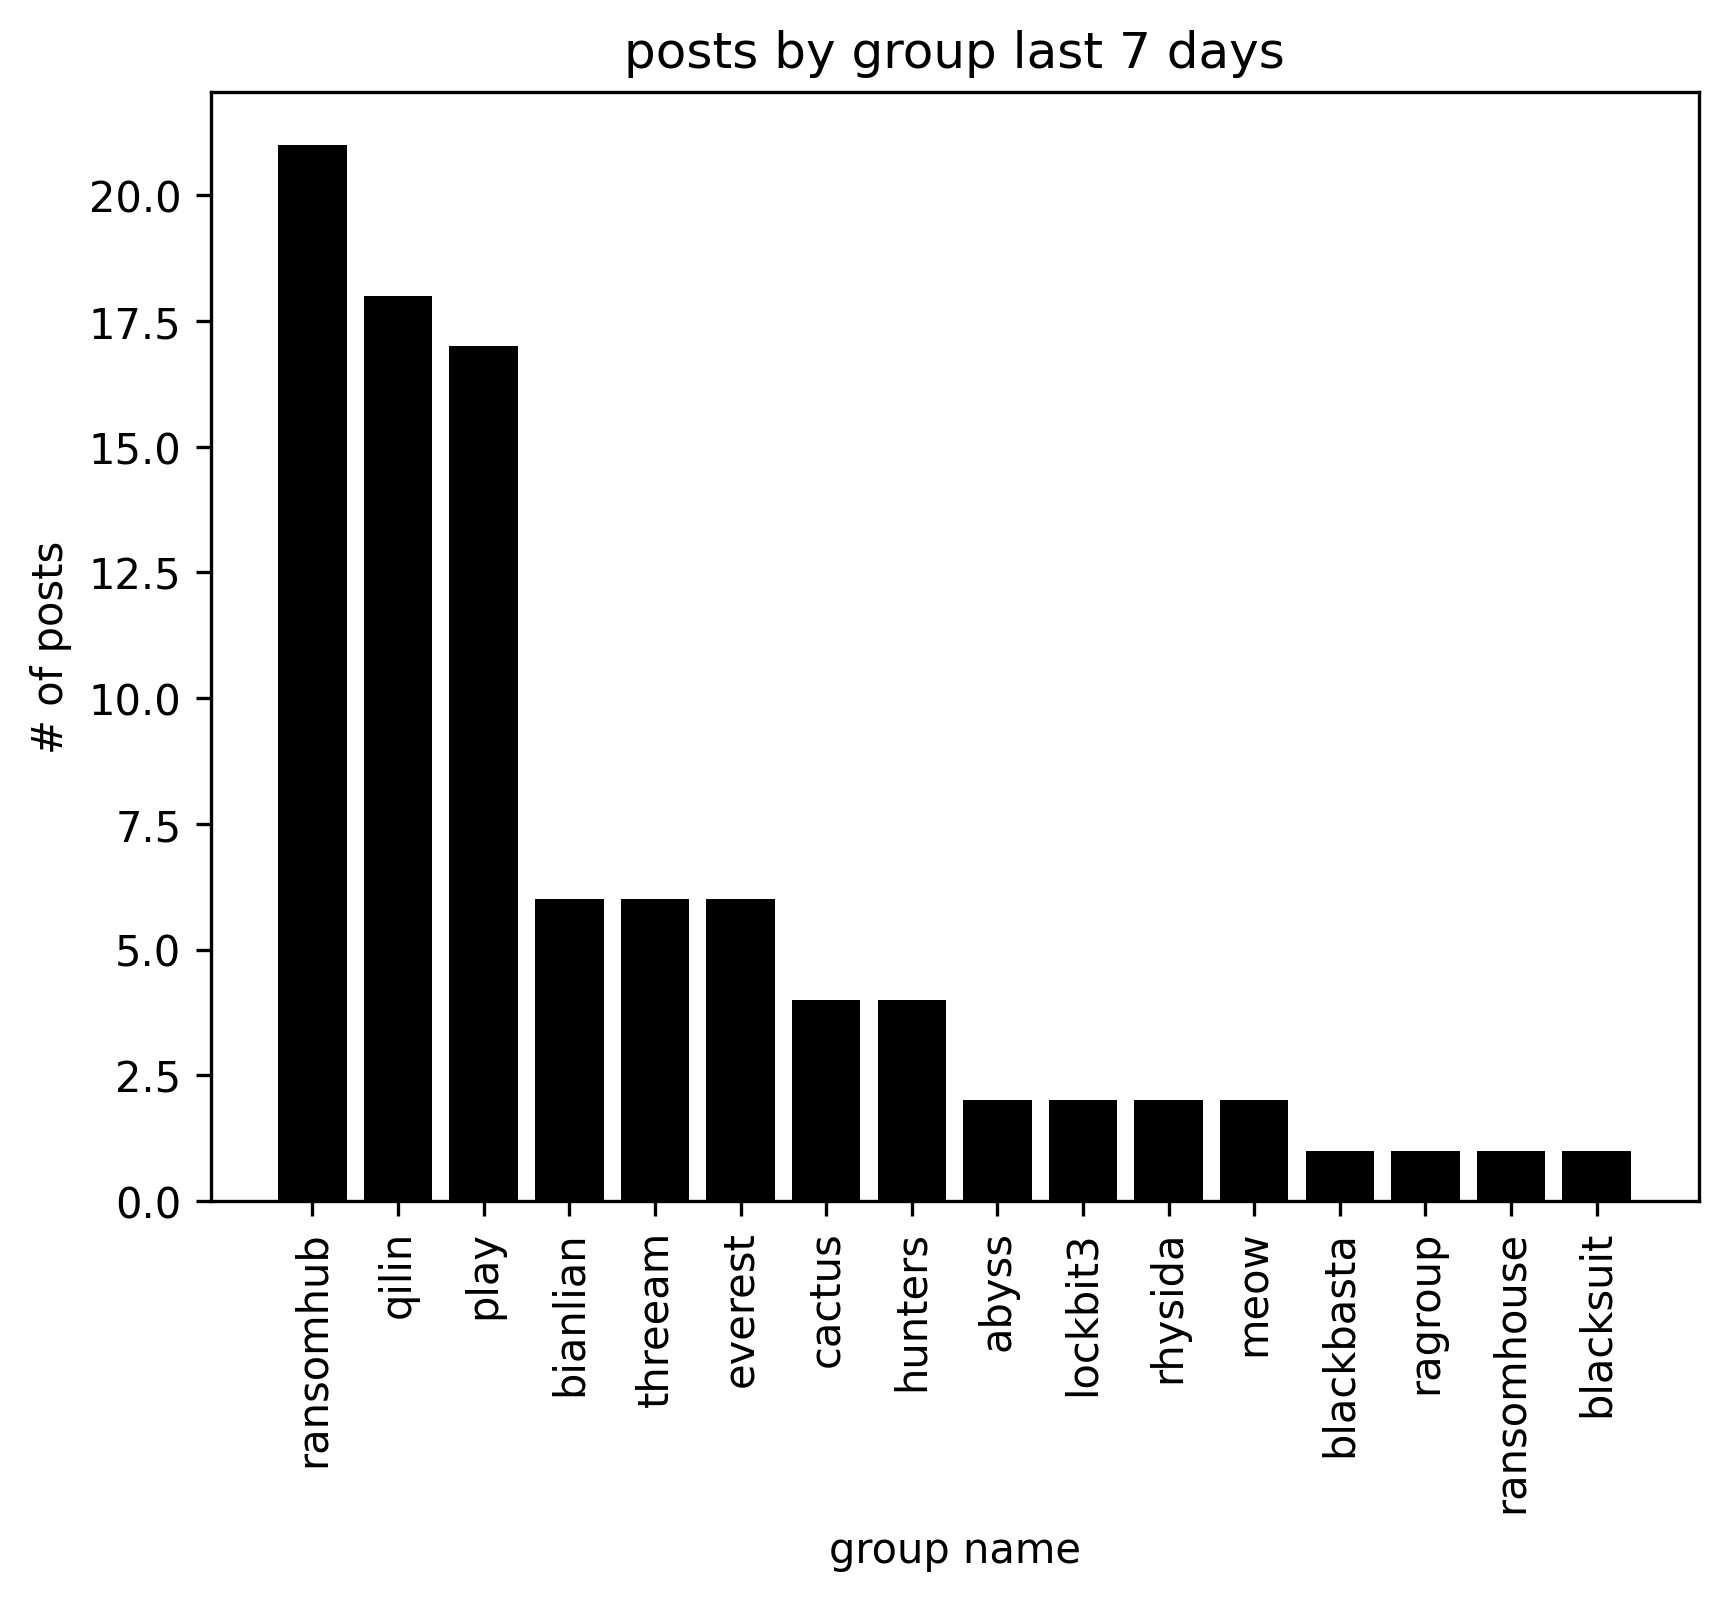 posts by group last 7 days
# of posts
20.0
17.5
15.0
12.5
10.0
7.5
5.0
2.5
0.0
ransomhub
qilin
play
bianlian
threeam
everest
cactus
hunters
abyss
lockbit3
rhysida
meow
blackbasta
ragroup
ransomhouse
blacksuit
group name